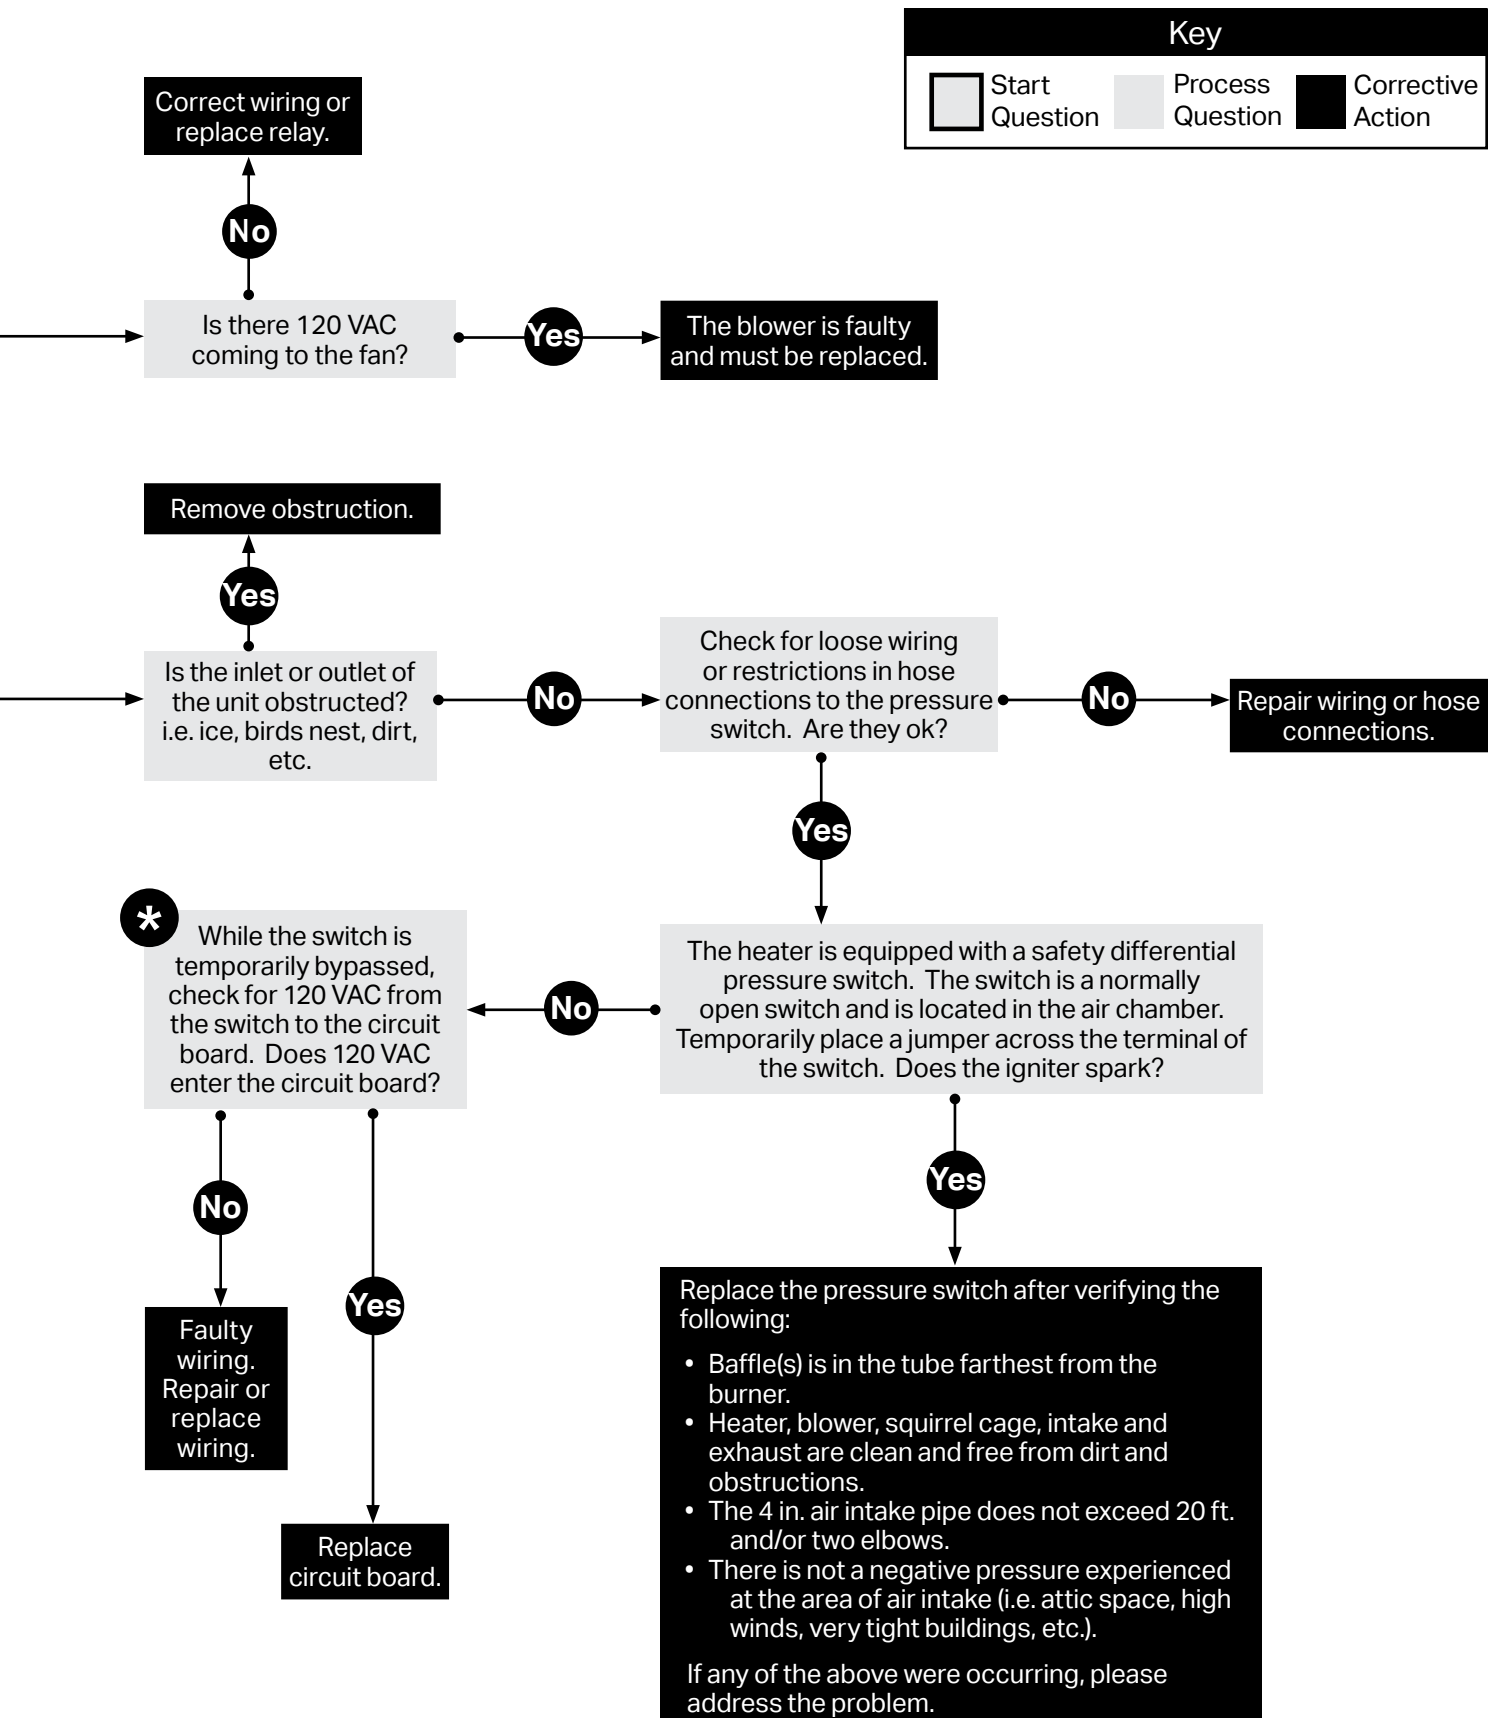 Key
Start
Question
Process
Question
Corrective
Action
Correct wiring or
replace relay.
No
Is there 120 VAC
coming to the fan?
Yes
The blower is faulty
and must be replaced.
Remove obstruction.
Yes
Is the inlet or outlet of
the unit obstructed?
i.e. ice, birds nest, dirt,
etc.
No
Check for loose wiring
or restrictions in hose
connections to the pressure
switch. Are they ok?
No
Repair wiring or hose
connections.
Yes
The heater is equipped with a safety differential
pressure switch. The switch is a normally
open switch and is located in the air chamber.
Temporarily place a jumper across the terminal of
the switch. Does the igniter spark?
No
*
While the switch is
temporarily bypassed,
check for 120 VAC from
the switch to the circuit
board. Does 120 VAC
enter the circuit board?
No
Faulty
wiring.
Repair or
replace
wiring.
Yes
Replace
circuit board.
Yes
Replace the pressure switch after verifying the
following:
• Baffle(s) is in the tube farthest from the
burner.
• Heater, blower, squirrel cage, intake and
exhaust are clean and free from dirt and
obstructions.
• The 4 in. air intake pipe does not exceed 20 ft.
and/or two elbows.
• There is not a negative pressure experienced
at the area of air intake (i.e. attic space, high
winds, very tight buildings, etc.).
If any of the above were occurring, please
address the problem.